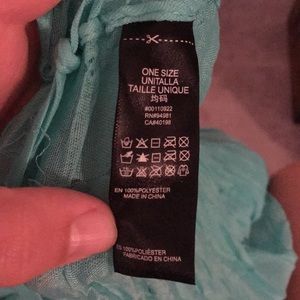 ONE SIZE
UNITALLA
TAILLE UNIQUE
均码
#00110922
RN#94981
CA#40198
EN 100%POLYESTER
MADE IN CHINA
ES 100%POLIÉSTER
FABRICADO EN CHINA